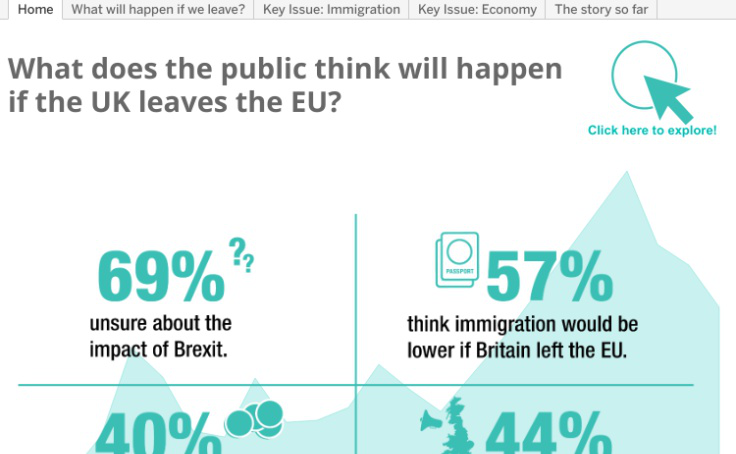 Home What will happen if we leave? Key Issue: Immigration Key Issue: Economy The story so far
What does the public think will happen
if the UK leaves the EU?
Click here to explore!
69% ??
unsure about the
impact of Brexit.
PASSPORT
57%
think immigration would be
lower if Britain left the EU.
40%
44%